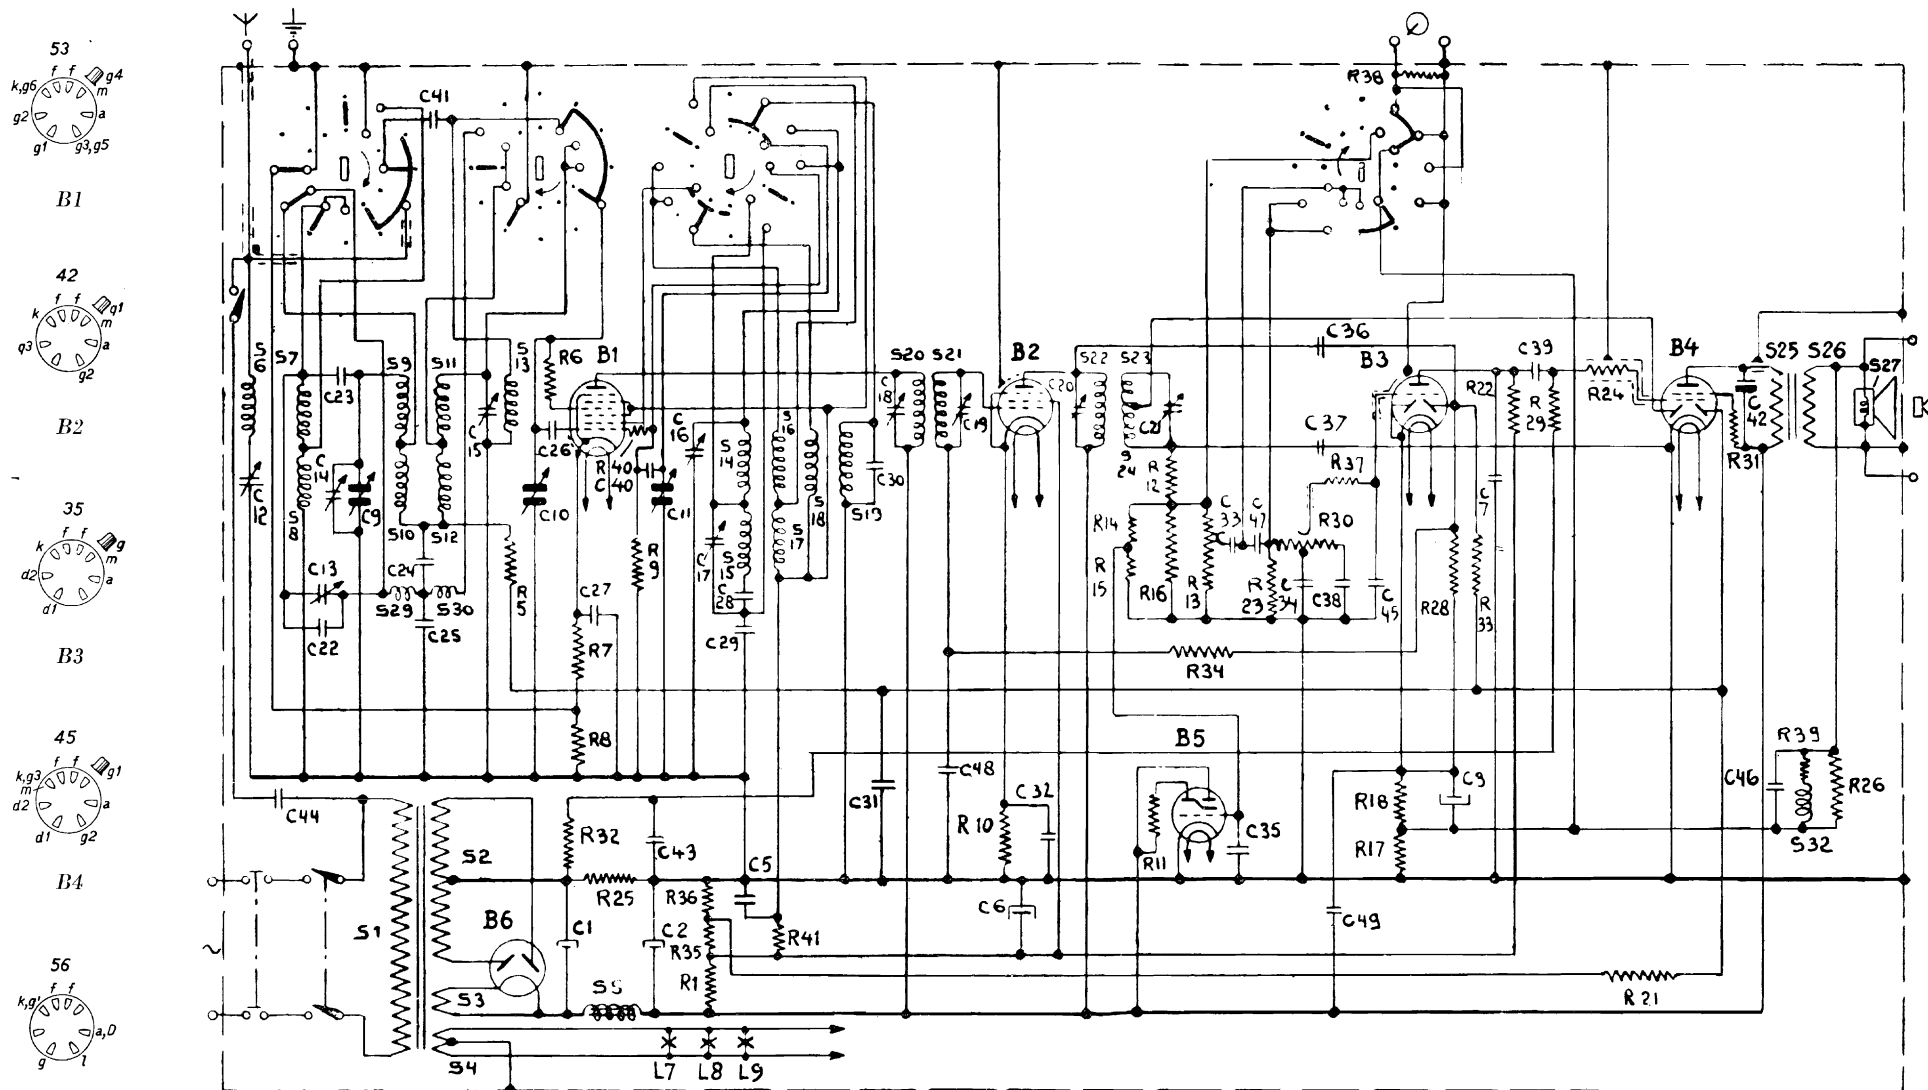 53
f f
k,g6
g4
m
g2
a
g1
g3,g5
B1
42
f f
k
g1
m
g3
a
g2
B2
35
f f
k
g
m
d2
a
d1
B3
45
f f
k,g3
m
g1
d2
a
d1
g2
B4
56
f f
k,g'
a,D
g
l
C41
R38
S6
S7
C23
S9
S11
S13
R6
B1
S20
S21
B2
C20
S22
S23
C36
B3
R22
C39
B4
S25
S26
S27
C18
C19
C21
C37
R24
R29
C42
C15
C26
C16
S16
S14
R40
C40
C30
S24
R12
R37
R31
C12
C14
C9
S8
S10
S12
C10
C11
S18
S19
S17
C17
S15
R14
C33
C47
R30
C7
C13
C24
R5
R9
S29
S30
C27
C28
R15
R16
R13
R23
C34
C38
C45
R28
R33
C22
C25
R7
C29
R34
R8
B5
R39
C44
R32
C43
C31
C48
C32
R10
R11
C35
R18
C9
C46
R26
S32
R17
S2
R25
R36
C5
C6
C49
S1
B6
C1
C2
R35
R41
S3
S5
R1
R21
~
S4
L7 L8 L9